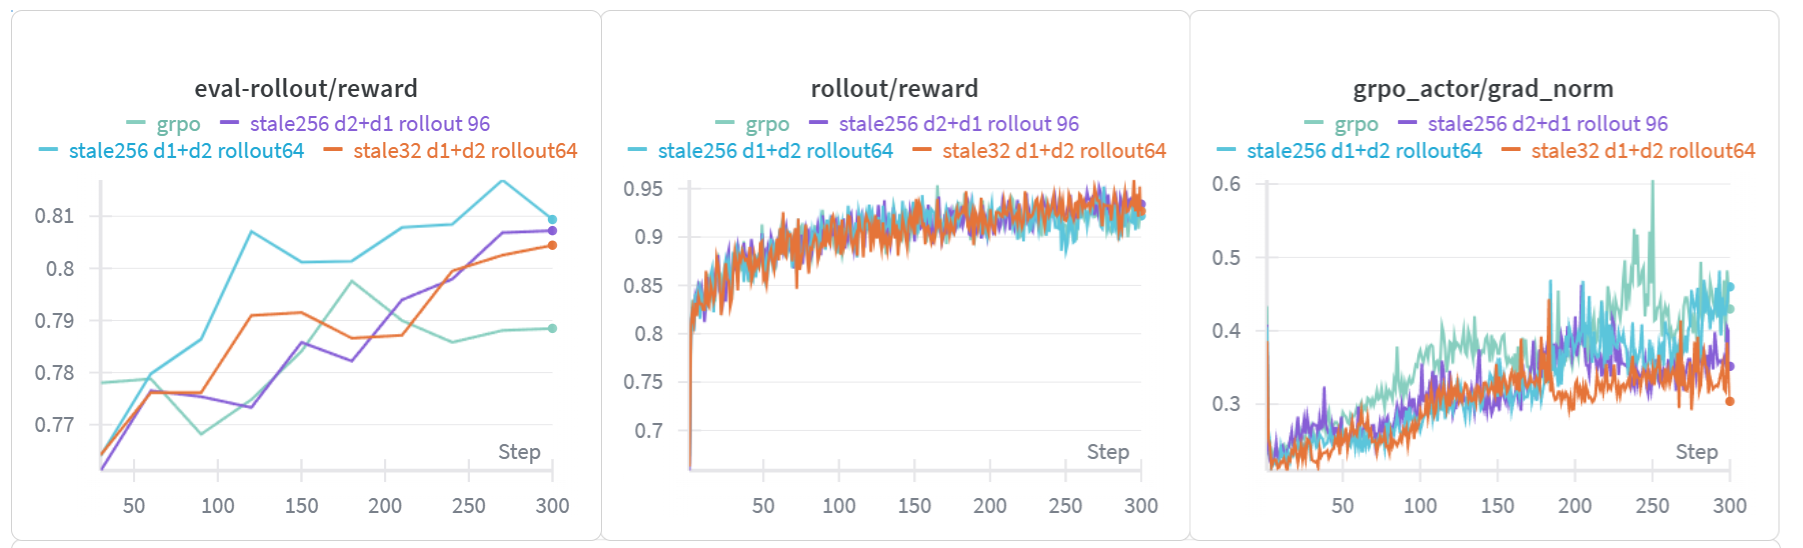 eval-rollout/reward
grpo
stale256 d2+d1 rollout 96
stale256 d1+d2 rollout64
stale32 d1+d2 rollout64
0.81
0.8
0.79
0.78
0.77
Step
50 100 150 200 250 300
rollout/reward
grpo
stale256 d2+d1 rollout 96
stale256 d1+d2 rollout64
stale32 d1+d2 rollout64
0.95
0.9
0.85
0.8
0.75
0.7
Step
50 100 150 200 250 300
grpo_actor/grad_norm
grpo
stale256 d2+d1 rollout 96
stale256 d1+d2 rollout64
stale32 d1+d2 rollout64
0.6
0.5
0.4
0.3
Step
50 100 150 200 250 300